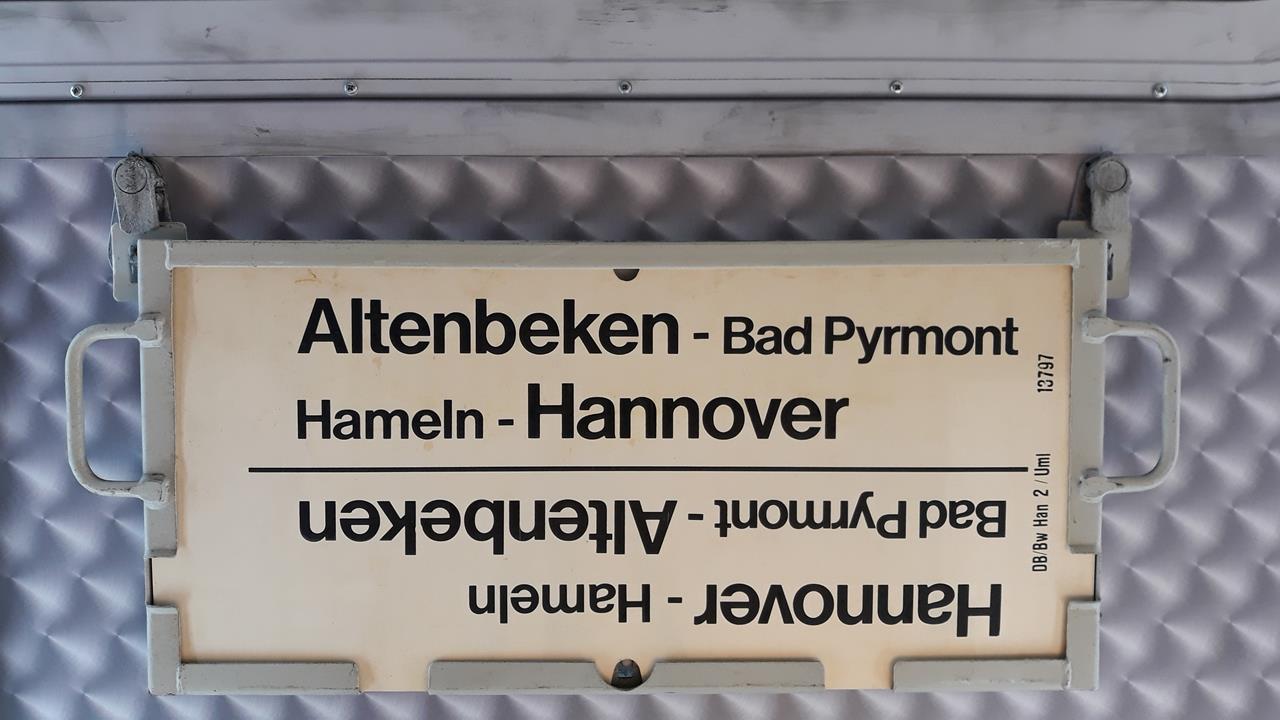 Altenbeken - Bad Pyrmont
Hameln - Hannover
Hannover - Hameln
Bad Pyrmont - Altenbeken
DB/Bw Han 2 / Uml 13797